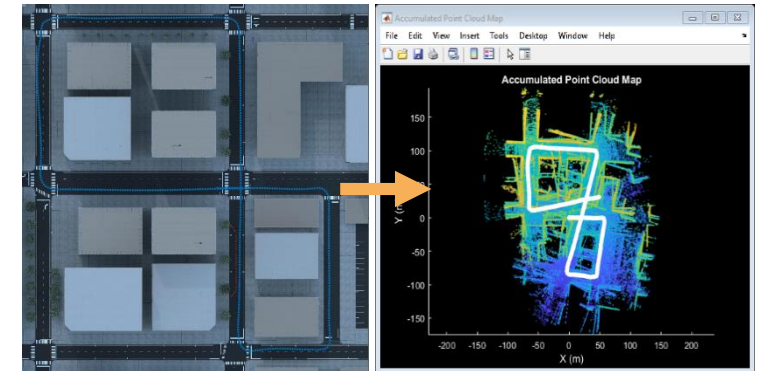 Accumulated Point Cloud Map
File Edit View Insert Tools Desktop Window Help
Accumulated Point Cloud Map
150
100
0
-50
-100
-150
-200 -150 -100 -50 0 50 100 150 200
X (m)